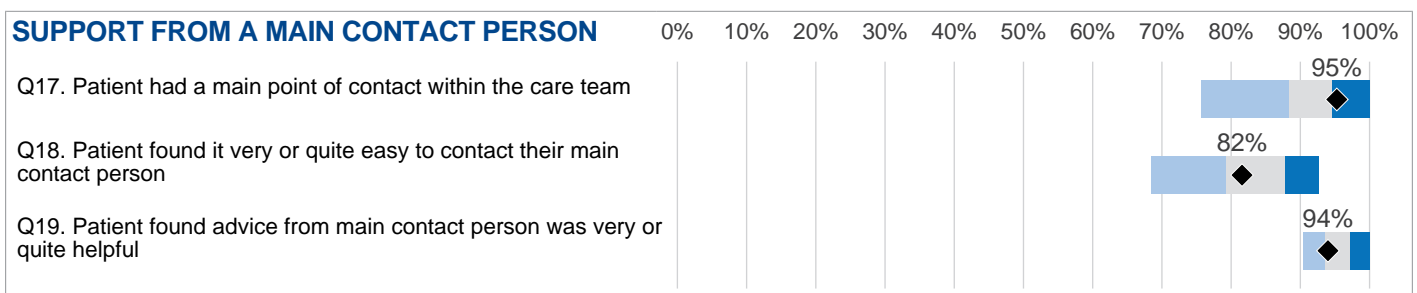 SUPPORT FROM A MAIN CONTACT PERSON 0% 10% 20% 30% 40% 50% 60% 70% 80% 90% 100%
95%
Q17. Patient had a main point of contact within the care team
82%
Q18. Patient found it very or quite easy to contact their main
contact person
94%
Q19. Patient found advice from main contact person was very or
quite helpful